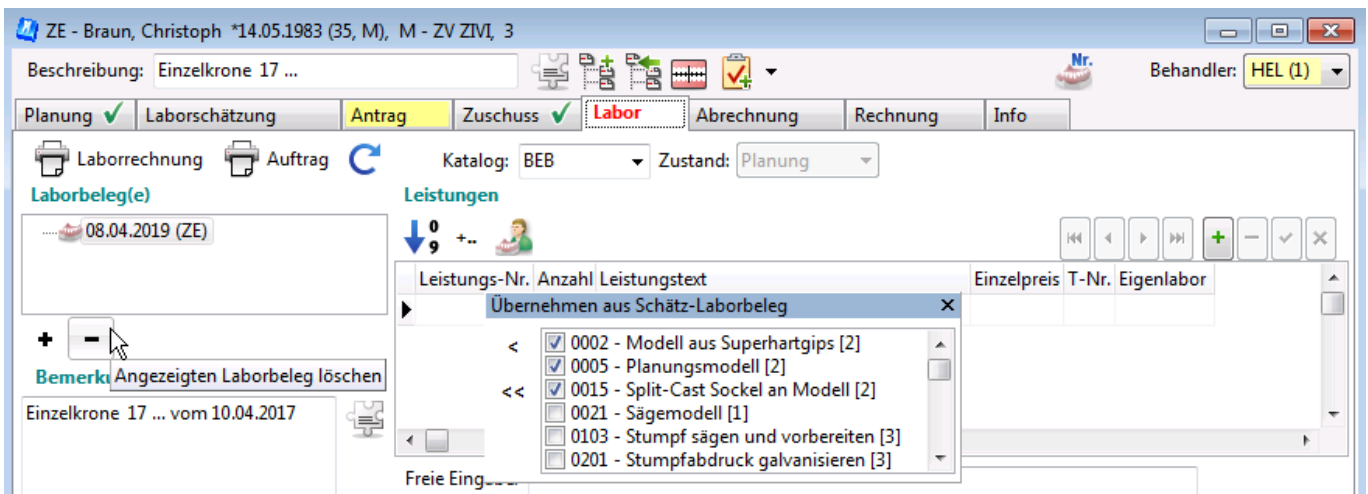 ZE - Braun, Christoph *14.05.1983 (35, M), M - ZV ZIVI, 3
Beschreibung: Einzelkrone 17 ... Nr. Behandler: HEL (1)
Planung Laborschätzung Antrag Zuschuss Labor Abrechnung Rechnung Info
Laborrechnung Auftrag Katalog: BEB Zustand: Planung
Laborbeleg(e) Leistungen
08.04.2019 (ZE)
0 9 +..
Leistungs-Nr. Anzahl Leistungstext Einzelpreis T-Nr. Eigenlabor
Übernehmen aus Schätz-Laborbeleg
< 0002 - Modell aus Superhartgips [2]
0005 - Planungsmodell [2]
Angezeigten Laborbeleg löschen
<< 0015 - Split-Cast Sockel an Modell [2]
Einzelkrone 17 ... vom 10.04.2017
0021 - Sägemodell [1]
0103 - Stumpf sägen und vorbereiten [3]
0201 - Stumpfabdruck galvanisieren [3]
Freie